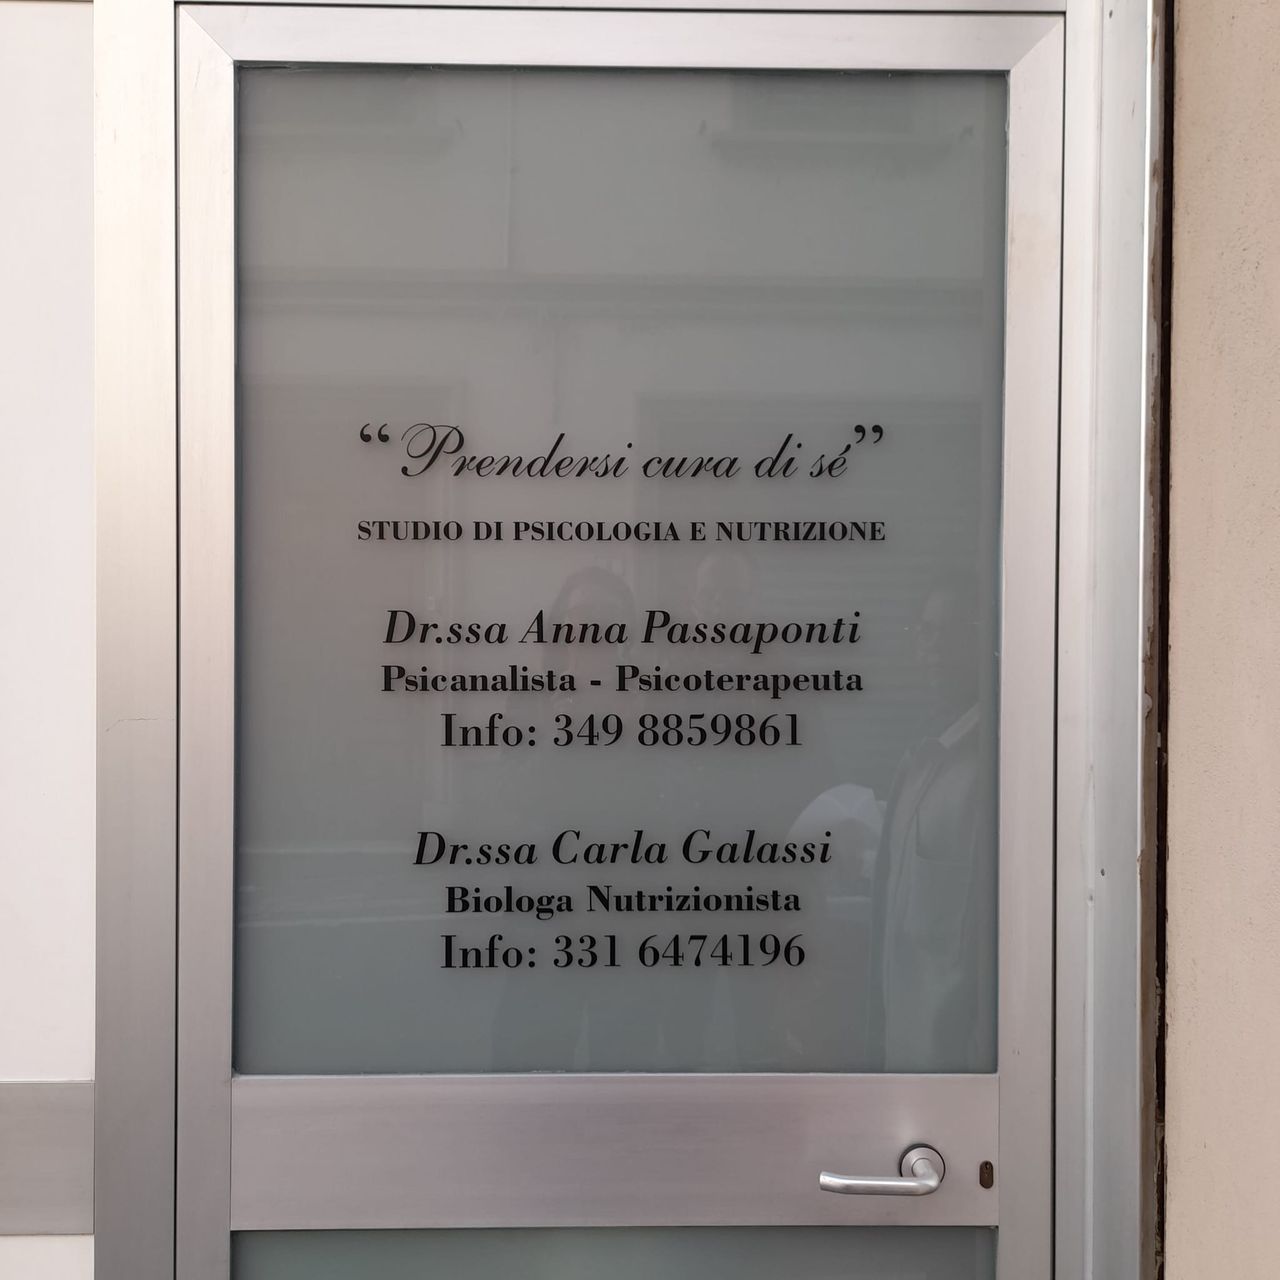 “Prendersi cura di sé”
STUDIO DI PSICOLOGIA E NUTRIZIONE
Dr.ssa Anna Passaponti
Psicanalista - Psicoterapeuta
Info: 349 8859861
Dr.ssa Carla Galassi
Biologa Nutrizionista
Info: 331 6474196